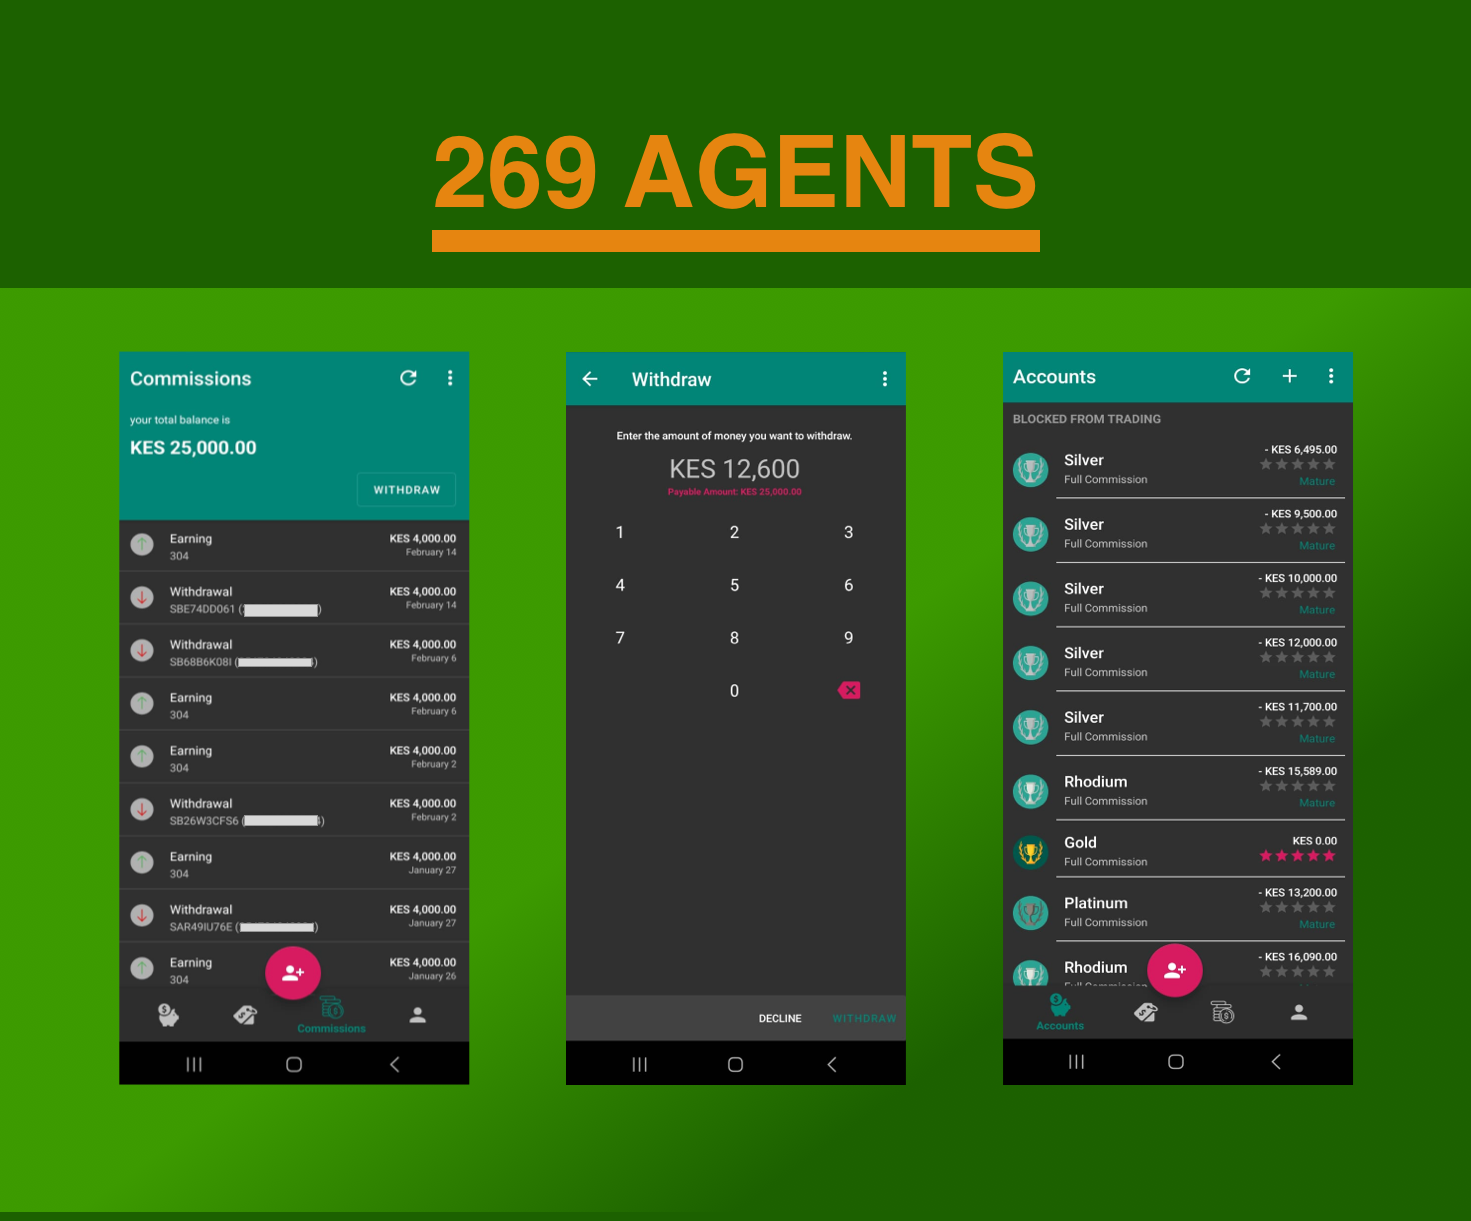 269 AGENTS
Commissions
your total balance is
KES 25,000.00
WITHDRAW
Earning
KES 4,000.00
304
February 14
Withdrawal
KES 4,000.00
SBE74DD061 (
)
February 14
Withdrawal
KES 4,000.00
SB68B6K08I (
)
February 6
Earning
KES 4,000.00
304
February 6
Earning
KES 4,000.00
304
February 2
Withdrawal
KES 4,000.00
SB26W3CFS6 (
)
February 2
Earning
KES 4,000.00
304
January 27
Withdrawal
KES 4,000.00
SAR49IU76E (
)
January 27
Earning
KES 4,000.00
304
January 26
Commissions
Withdraw
Enter the amount of money you want to withdraw.
KES 12,600
Payable Amount: KES 25,000.00
1 2 3
4 5 6
7 8 9
0
DECLINE WITHDRAW
Accounts
BLOCKED FROM TRADING
- KES 6,495.00
Silver
Full Commission
Mature
- KES 9,500.00
Silver
Full Commission
Mature
- KES 10,000.00
Silver
Full Commission
Mature
- KES 12,000.00
Silver
Full Commission
Mature
- KES 11,700.00
Silver
Full Commission
Mature
- KES 15,589.00
Rhodium
Full Commission
Mature
KES 0.00
Gold
Full Commission
- KES 13,200.00
Platinum
Full Commission
Mature
- KES 16,090.00
Rhodium
Accounts